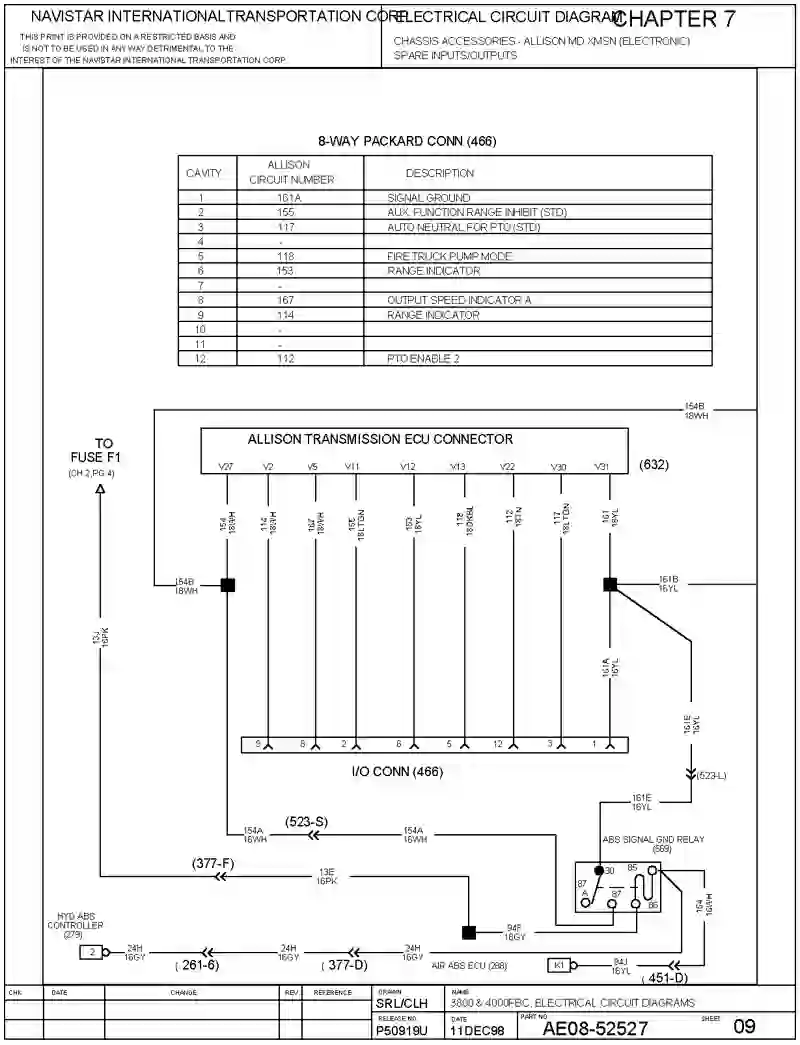 NAVISTAR INTERNATIONAL TRANSPORTATION CORP.
THIS PRINT IS PROVIDED ON A RESTRICTED BASIS AND
IS NOT TO BE USED IN ANY WAY DETRIMENTAL TO THE
INTEREST OF THE NAVISTAR INTERNATIONAL TRANSPORTATION CORP.
ELECTRICAL CIRCUIT DIAGRAM
CHAPTER 7
CHASSIS ACCESSORIES - ALLISON MD XMSN (ELECTRONIC)
SPARE INPUTS/OUTPUTS
8-WAY PACKARD CONN (466)
CAVITY ALLISON CIRCUIT NUMBER DESCRIPTION
1 161A SIGNAL GROUND
2 155 AUX. FUNCTION RANGE INHIBIT (STD)
3 117 AUTO NEUTRAL FOR PTO (STD)
4 -
5 118 FIRE TRUCK PUMP MODE
6 153 RANGE INDICATOR
7 -
8 167 OUTPUT SPEED INDICATOR A
9 114 RANGE INDICATOR
10 -
11 -
12 112 PTO ENABLE 2
154B
18WH
TO
FUSE F1
(CH 2,PG 4)
ALLISON TRANSMISSION ECU CONNECTOR
(632)
V27 V2 V5 V11 V12 V13 V22 V30 V31
154 18WH
114 18WH
167 18WH
18LTGN
153 18YL
118
112 18TN
117 18LTGN
161 18YL
154B
18WH
161B
16YL
13J
16PK
161A
16YL
161E
16YL
9 8 2 6 5 12 3 1
I/O CONN (466)
(523-L)
161E
16YL
154A
16WH
(523-S)
154A
16WH
ABS SIGNAL GND RELAY
(569)
(377-F)
13E
16PK
30 85
87
A
87 86
154
16WH
HYD ABS
CONTROLLER
(279)
94F
16GY
2
24H
16GY
(261-6)
24H
16GY
(377-D)
24H
16GY
AIR ABS ECU (288)
K1
94J
16YL
(451-D)
CHK DATE CHANGE REV REFERENCE
DRAWN
SRL/CLH
NAME
3800 & 4000FBC, ELECTRICAL CIRCUIT DIAGRAMS
RELEASE NO.
P50919U
DATE
11DEC98
PART NO.
AE08-52527
SHEET
09